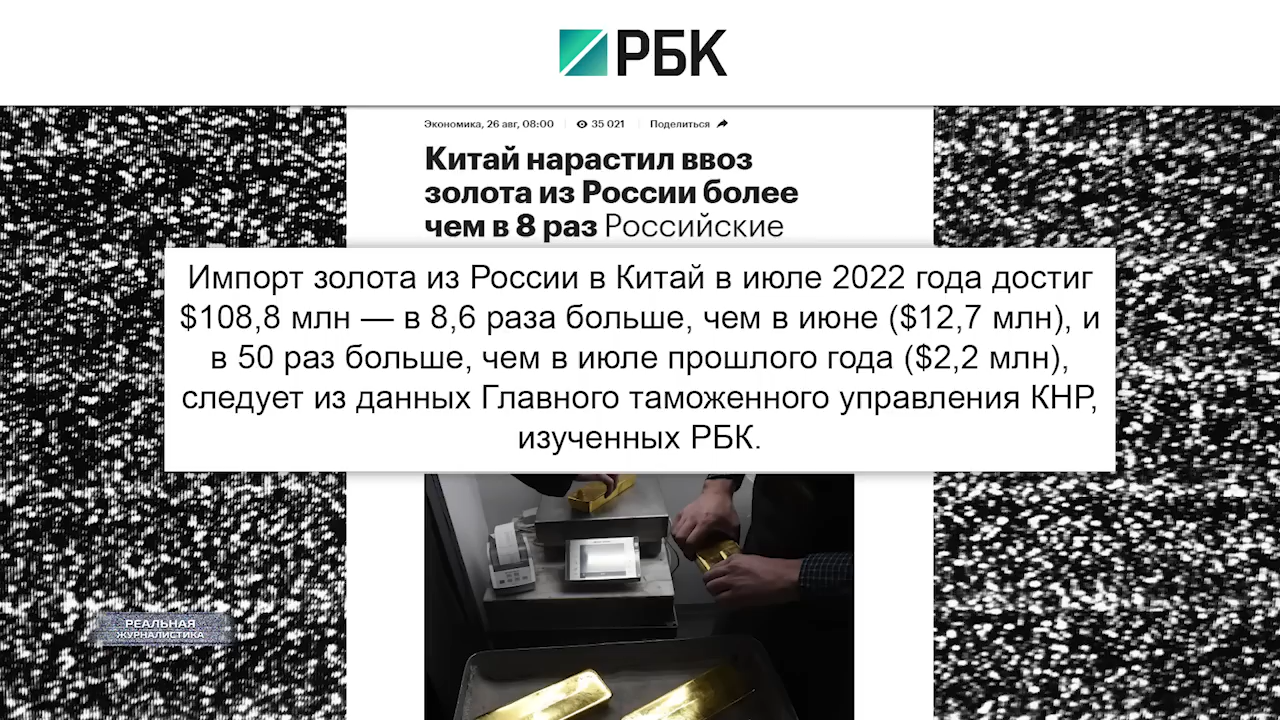 РБК
Экономика, 26 авг, 08:00 35 021 Поделиться
Китай нарастил ввоз
золота из России более
чем в 8 раз Российские
Импорт золота из России в Китай в июле 2022 года достиг
$108,8 млн — в 8,6 раза больше, чем в июне ($12,7 млн), и
в 50 раз больше, чем в июле прошлого года ($2,2 млн),
следует из данных Главного таможенного управления КНР,
изученных РБК.
РЕАЛЬНАЯ
ЖУРНАЛИСТИКА